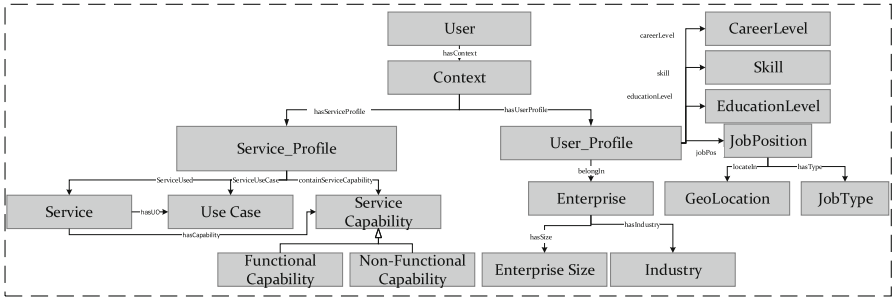 User
hasContext
Context
hasServiceProfile
hasUserProfile
careerLevel
CareerLevel
skill
Skill
educationLevel
EducationLevel
Service_Profile
User_Profile
jobPos
JobPosition
ServiceUsed
ServiceUseCase
containServiceCapability
belongIn
locateIn
hasType
Service
hasUO
Use Case
Service
Capability
Enterprise
GeoLocation
JobType
hasCapability
hasSize
hasIndustry
Functional
Capability
Non-Functional
Capability
Enterprise Size
Industry